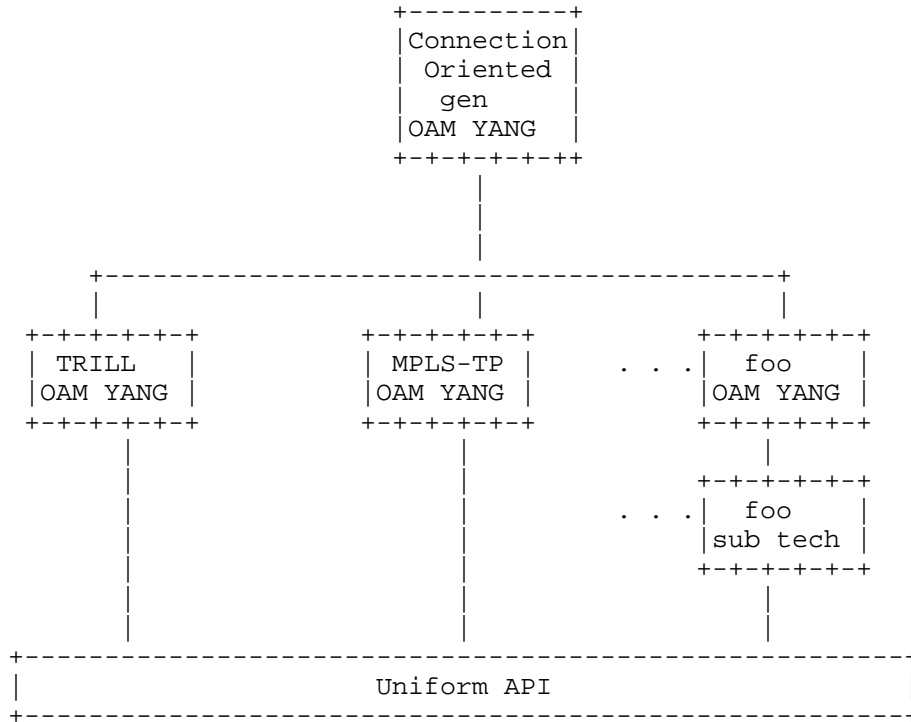 Connection
Oriented
gen
OAM YANG
TRILL MPLS-TP . . . foo
OAM YANG OAM YANG OAM YANG
. . . foo
sub tech
Uniform API